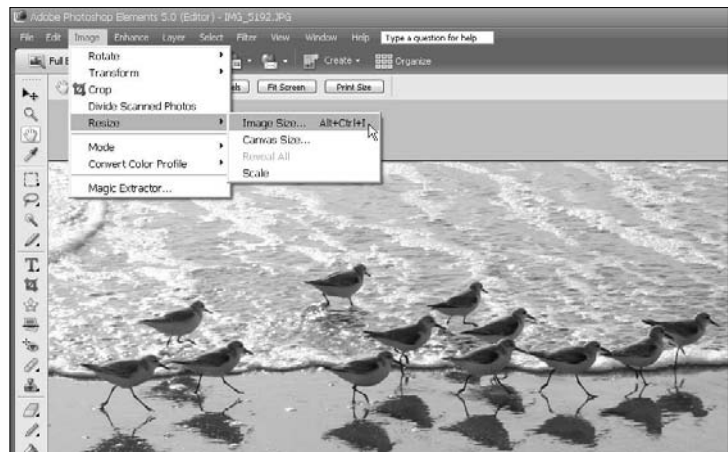 Adobe Photoshop Elements 5.0 (Editor) - IMG_5192.JPG
File Edit Image Enhance Layer Select Filter View Window Help Type a question for help
Full Create Organize
Rotate
Transform
Crop
Divide Scanned Photos
Resize
Mode
Convert Color Profile
Magic Extractor...
Fit Screen Print Size
Image Size... Alt+Ctrl+I
Canvas Size...
Reveal All
Scale
T